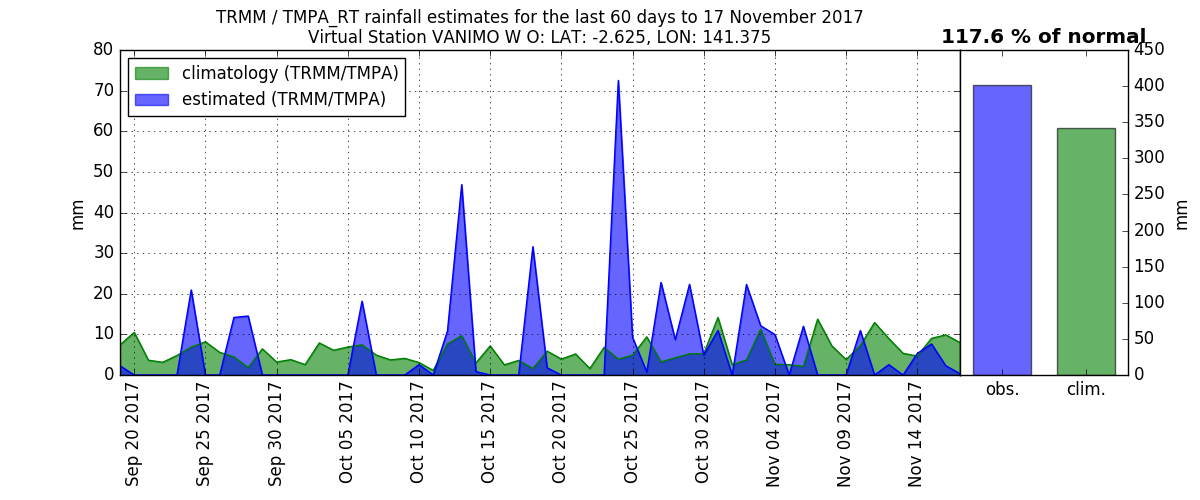 TRMM / TMPA_RT rainfall estimates for the last 60 days to 17 November 2017
Virtual Station VANIMO W O: LAT: -2.625, LON: 141.375
117.6 % of normal
climatology (TRMM/TMPA)
estimated (TRMM/TMPA)
80
70
60
50
40
30
20
10
0
mm
Sep 20 2017
Sep 25 2017
Sep 30 2017
Oct 05 2017
Oct 10 2017
Oct 15 2017
Oct 20 2017
Oct 25 2017
Oct 30 2017
Nov 04 2017
Nov 09 2017
Nov 14 2017
450
400
350
300
250
200
150
100
50
0
mm
obs.
clim.